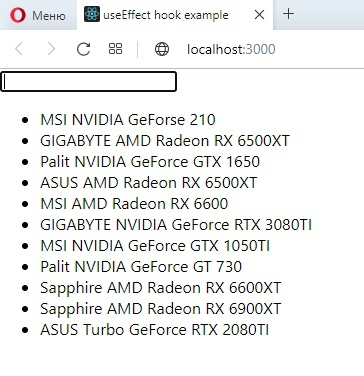 Меню
useEffect hook example
localhost:3000
MSI NVIDIA GeForse 210
GIGABYTE AMD Radeon RX 6500XT
Palit NVIDIA GeForce GTX 1650
ASUS AMD Radeon RX 6500XT
MSI AMD Radeon RX 6600
GIGABYTE NVIDIA GeForce RTX 3080TI
MSI NVIDIA GeForce GTX 1050TI
Palit NVIDIA GeForce GT 730
Sapphire AMD Radeon RX 6600XT
Sapphire AMD Radeon RX 6900XT
ASUS Turbo GeForce RTX 2080TI